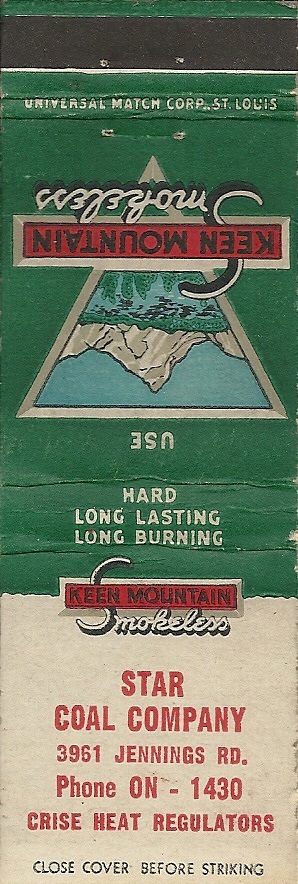 UNIVERSAL MATCH CORP., ST. LOUIS
Smokeless
KEEN MOUNTAIN
USE
HARD
LONG LASTING
LONG BURNING
KEEN MOUNTAIN
Smokeless
STAR
COAL COMPANY
3961 JENNINGS RD.
Phone ON - 1430
CRISE HEAT REGULATORS
CLOSE COVER BEFORE STRIKING